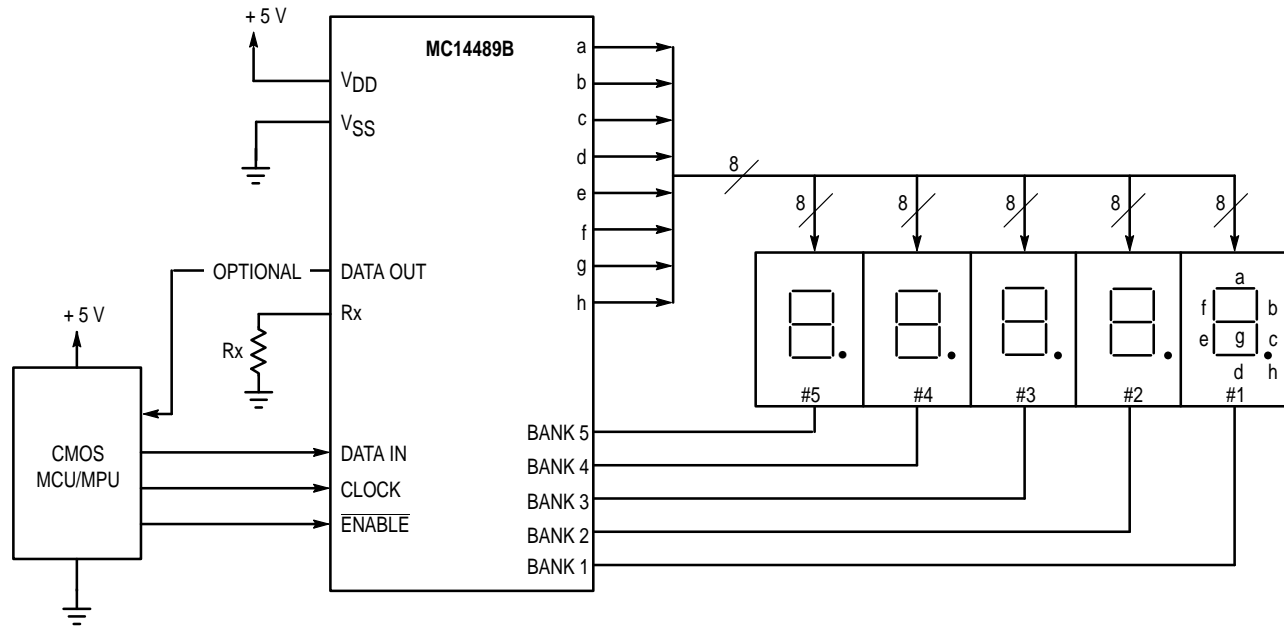 + 5 V
MC14489B
VDD
VSS
a
b
c
d
e
f
g
h
8
8
8
8
8
8
OPTIONAL
DATA OUT
Rx
Rx
+ 5 V
CMOS
MCU/MPU
DATA IN
CLOCK
ENABLE
BANK 5
BANK 4
BANK 3
BANK 2
BANK 1
a
f
b
g
e
c
d
h
#5
#4
#3
#2
#1